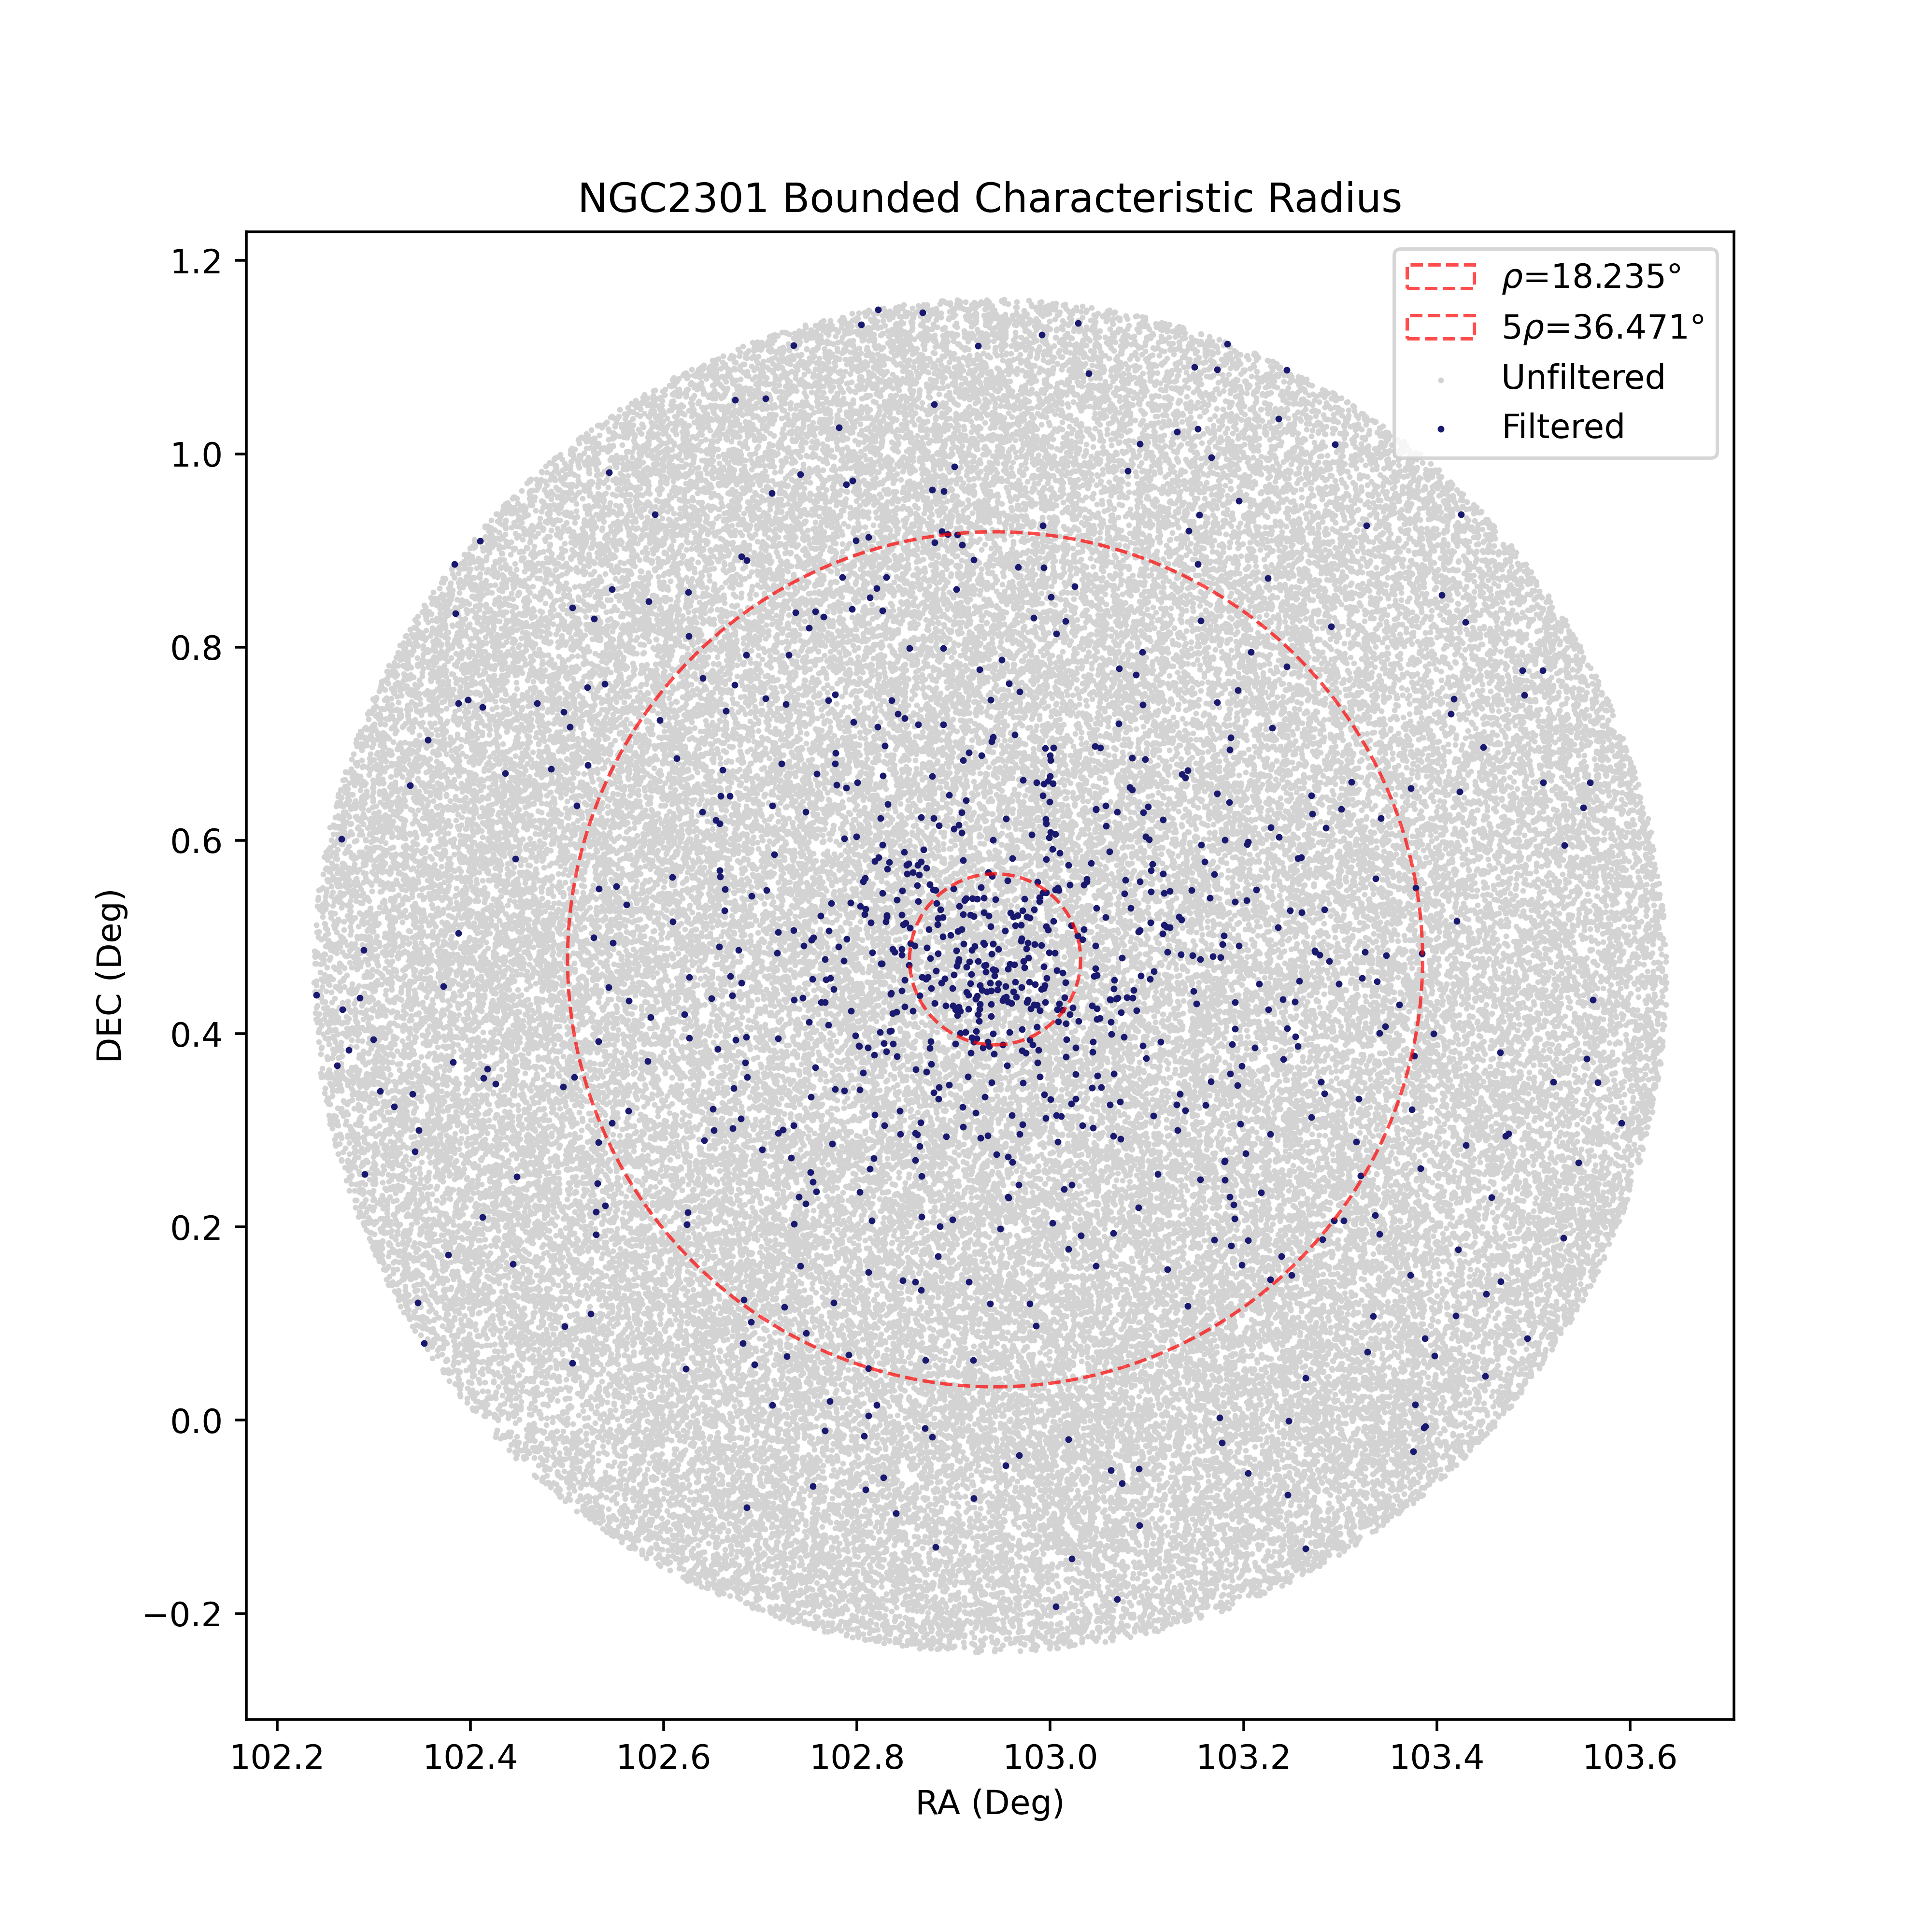 NGC2301 Bounded Characteristic Radius
ρ=18.235°
5ρ=36.471°
Unfiltered
Filtered
1.2
1.0
0.8
0.6
0.4
0.2
0.0
−0.2
DEC (Deg)
102.2 102.4 102.6 102.8 103.0 103.2 103.4 103.6
RA (Deg)